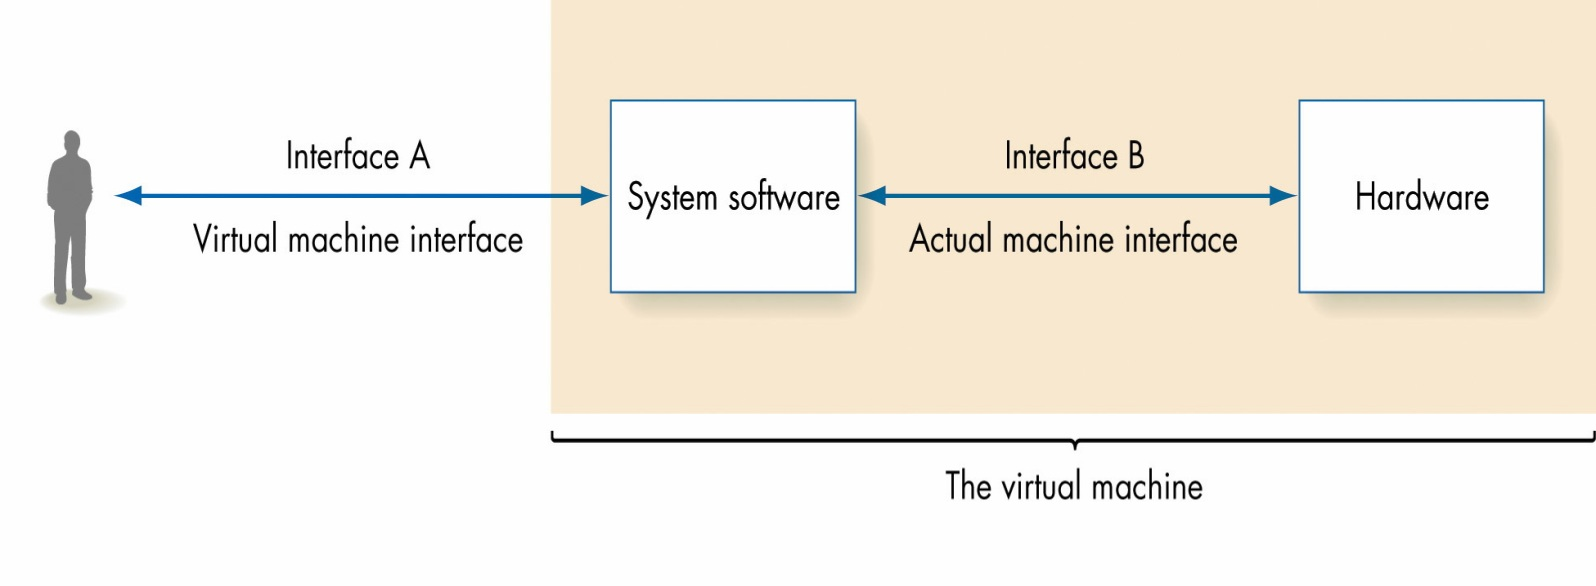 Interface A
Virtual machine interface
System software
Interface B
Actual machine interface
Hardware
The virtual machine